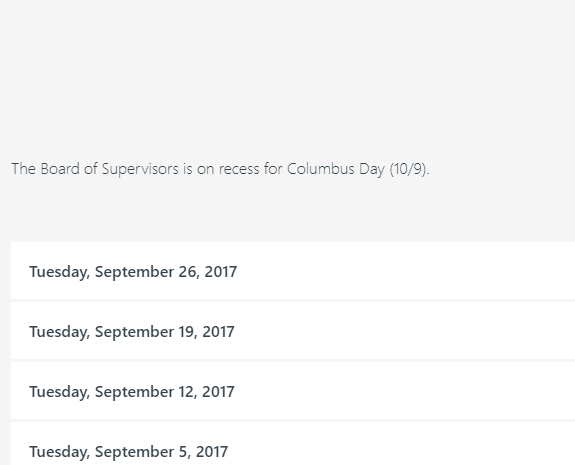 The Board of Supervisors is on recess for Columbus Day (10/9).
Tuesday, September 26, 2017
Tuesday, September 19, 2017
Tuesday, September 12, 2017
Tuesday, September 5, 2017